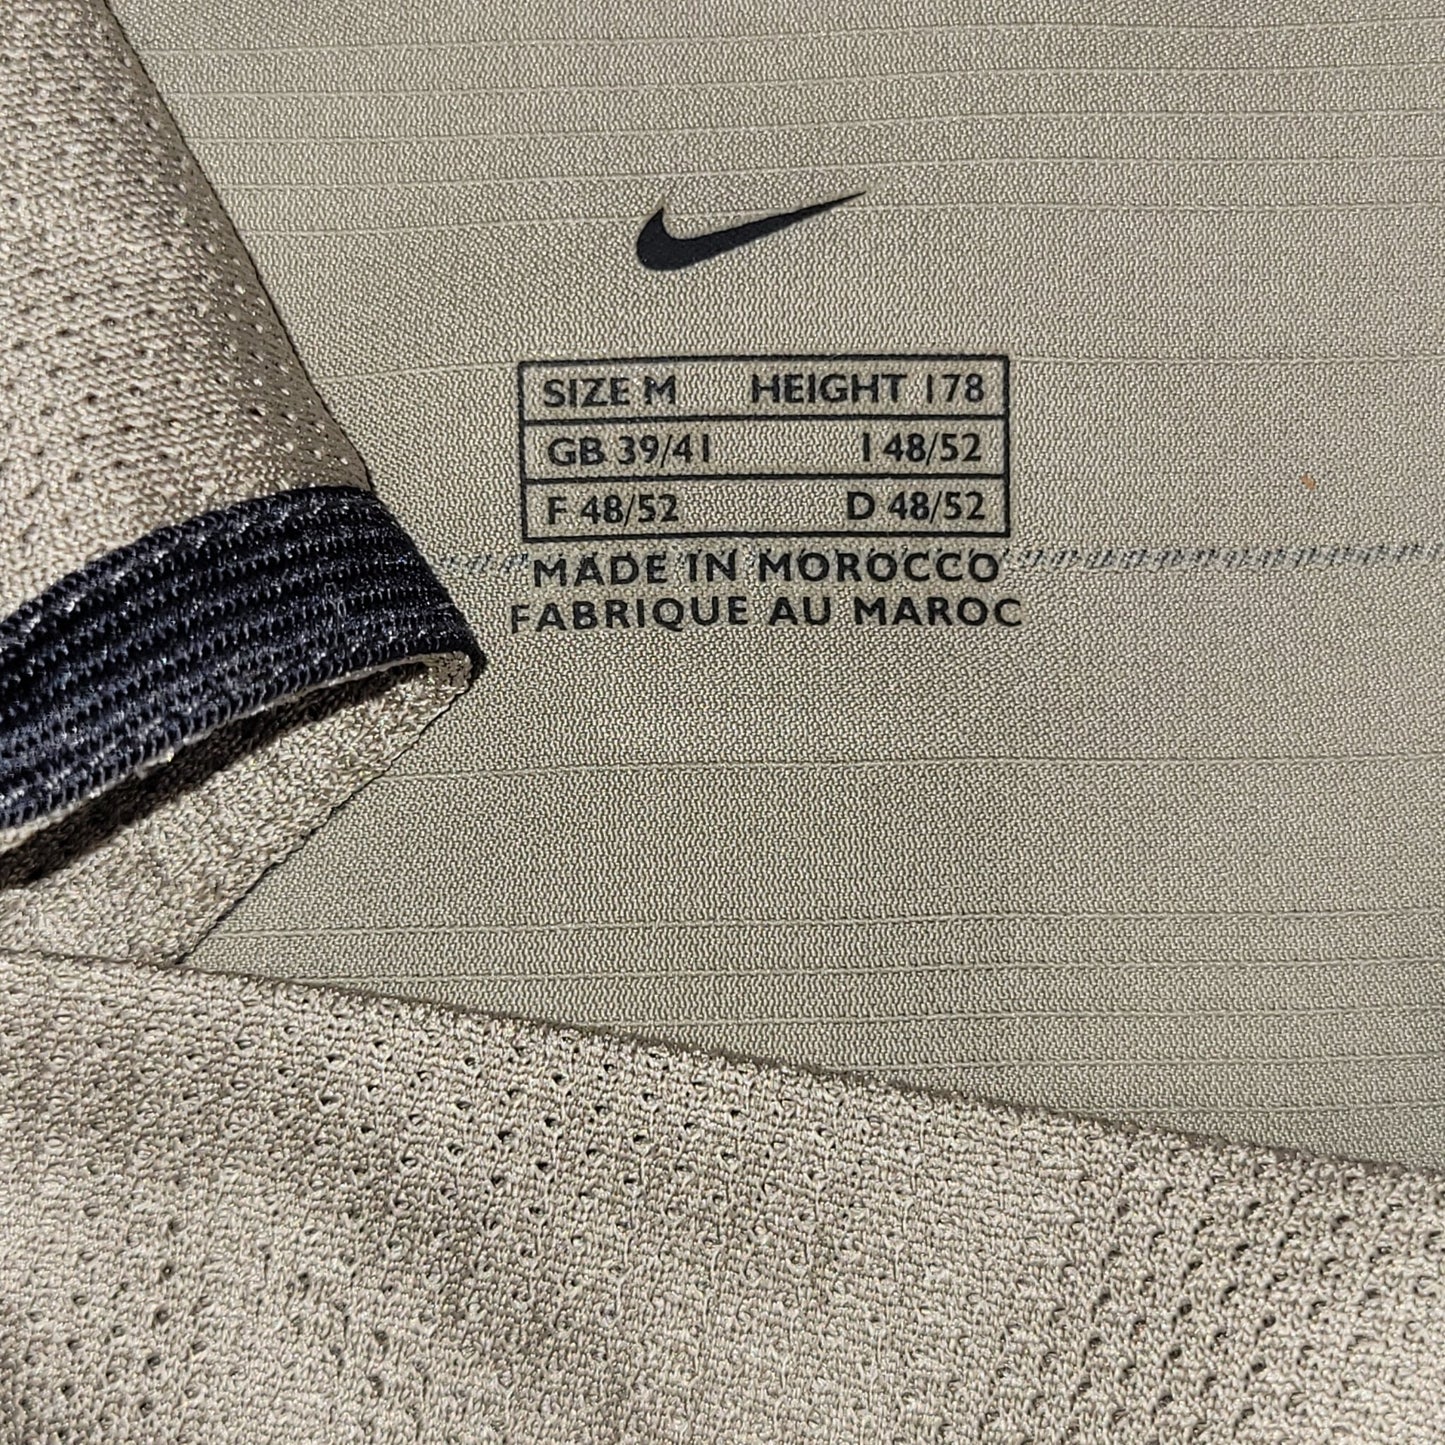 SIZE M HEIGHT 178
GB 39/41 I 48/52
F 48/52 D 48/52
MADE IN MOROCCO
FABRIQUE AU MAROC